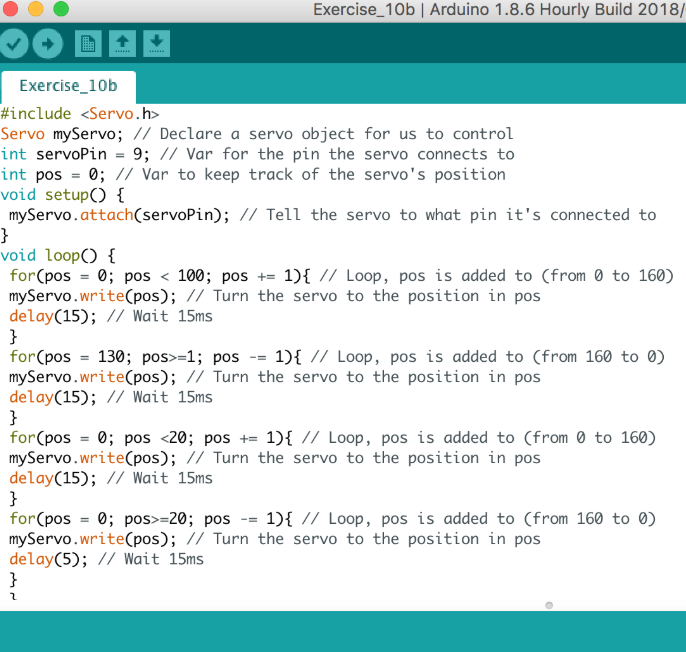 Exercise_10b | Arduino 1.8.6 Hourly Build 2018/
Exercise_10b
#include <Servo.h>
Servo myServo; // Declare a servo object for us to control
int servoPin = 9; // Var for the pin the servo connects to
int pos = 0; // Var to keep track of the servo's position
void setup() {
myServo.attach(servoPin); // Tell the servo to what pin it's connected to
}
void loop() {
for(pos = 0; pos < 100; pos += 1){ // Loop, pos is added to (from 0 to 160)
myServo.write(pos); // Turn the servo to the position in pos
delay(15); // Wait 15ms
}
for(pos = 130; pos>=1; pos -= 1){ // Loop, pos is added to (from 160 to 0)
myServo.write(pos); // Turn the servo to the position in pos
delay(15); // Wait 15ms
}
for(pos = 0; pos <20; pos += 1){ // Loop, pos is added to (from 0 to 160)
myServo.write(pos); // Turn the servo to the position in pos
delay(15); // Wait 15ms
}
for(pos = 0; pos>=20; pos -= 1){ // Loop, pos is added to (from 160 to 0)
myServo.write(pos); // Turn the servo to the position in pos
delay(5); // Wait 15ms
}
}